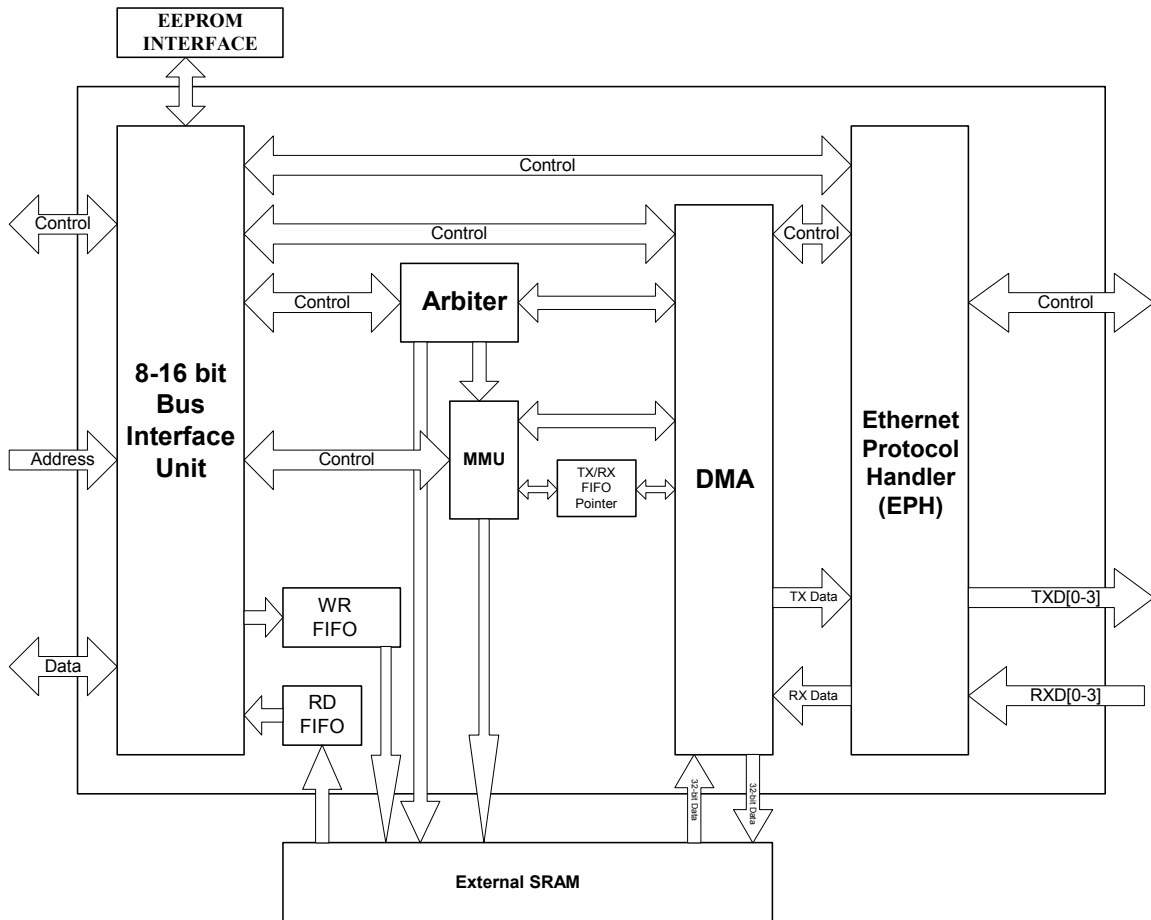 EEPROM
INTERFACE
Control
Control
Control
Control
Control
Arbiter
Control
8-16 bit
Bus
Interface
Unit
Address
Control
MMU
TX/RX
FIFO
Pointer
DMA
Ethernet
Protocol
Handler
(EPH)
WR
FIFO
TX Data
TXD[0-3]
Data
RD
FIFO
RX Data
RXD[0-3]
32-bit Data
32-bit Data
External SRAM